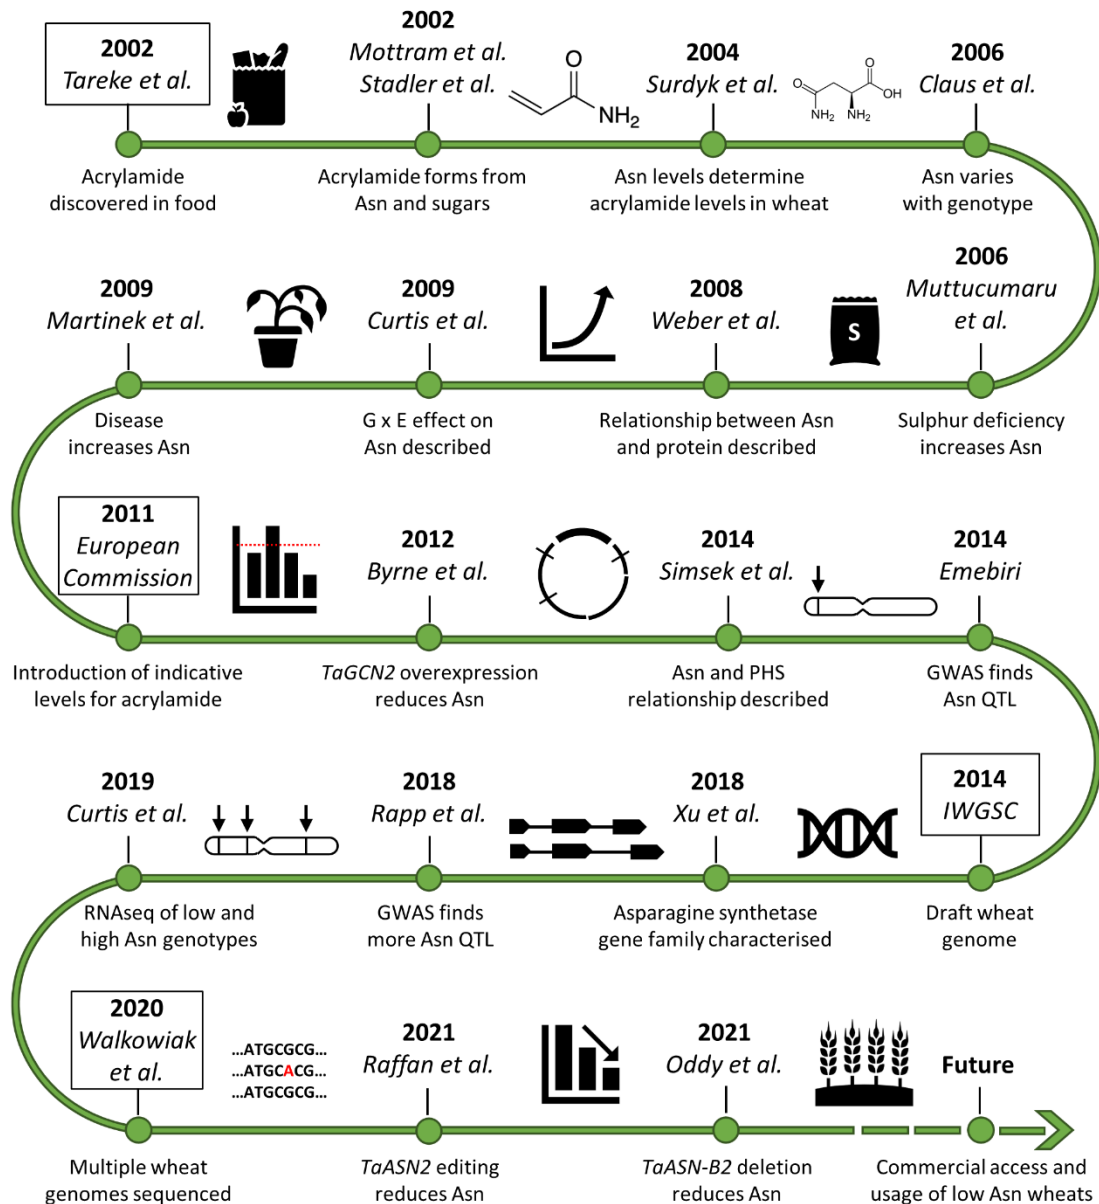 2002
Tareke et al.
Acrylamide
discovered in food
2002
Mottram et al.
Stadler et al.
Acrylamide forms from
Asn and sugars
O
NH₂
2004
Surdyk et al.
Asn levels determine
acrylamide levels in wheat
O
O
OH
NH₂
NH₂
2006
Claus et al.
Asn varies
with genotype
2006
Muttucumaru
et al.
Sulphur deficiency
increases Asn
S
2008
Weber et al.
Relationship between Asn
and protein described
2009
Curtis et al.
G x E effect on
Asn described
2009
Martinek et al.
Disease
increases Asn
2011
European
Commission
Introduction of indicative
levels for acrylamide
2012
Byrne et al.
TaGCN2 overexpression
reduces Asn
2014
Simsek et al.
Asn and PHS
relationship described
2014
Emebiri
GWAS finds
Asn QTL
2014
IWGSC
Draft wheat
genome
2018
Xu et al.
Asparagine synthetase
gene family characterised
2018
Rapp et al.
GWAS finds
more Asn QTL
2019
Curtis et al.
RNAseq of low and
high Asn genotypes
2020
Walkowiak
et al.
Multiple wheat
genomes sequenced
...ATGCGCG...
...ATGCACG...
...ATGCGCG...
2021
Raffan et al.
TaASN2 editing
reduces Asn
2021
Oddy et al.
TaASN-B2 deletion
reduces Asn
Future
Commercial access and
usage of low Asn wheats